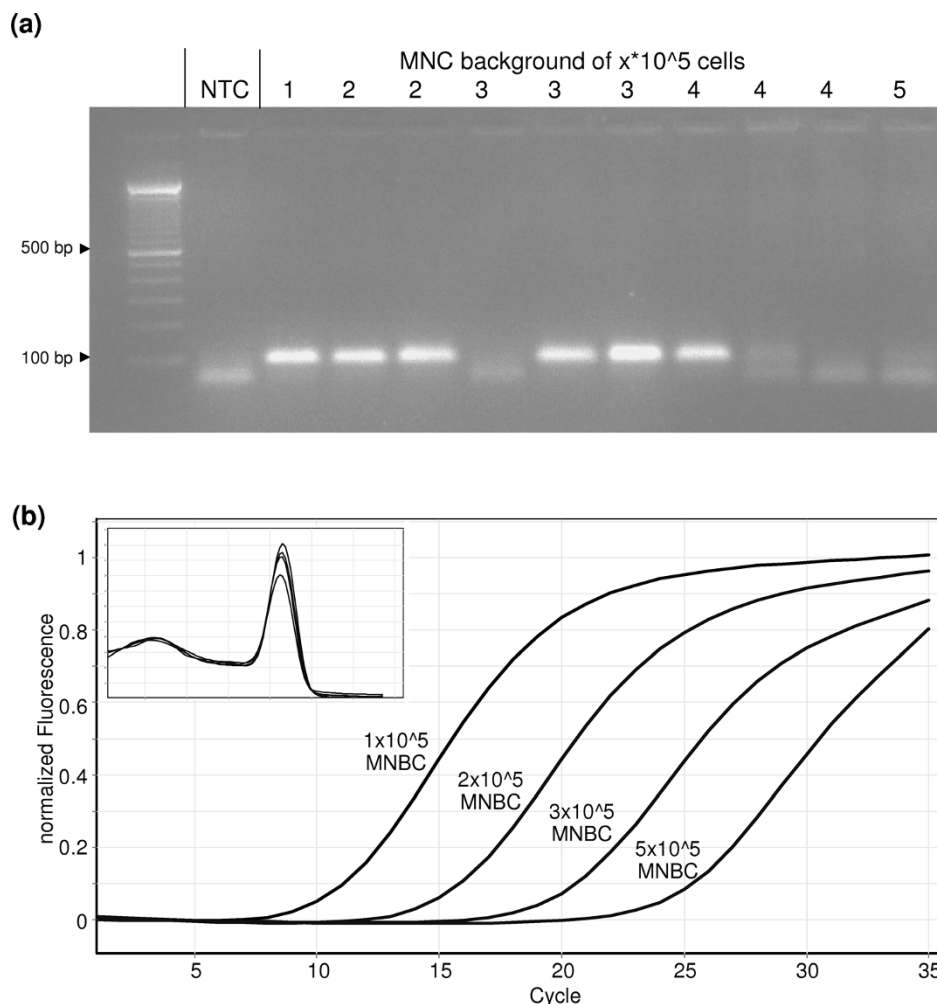 (a)
MNC background of x*10^5 cells
NTC 1 2 2 3 3 3 4 4 4 5
500 bp
100 bp
(b)
normalized Fluorescence
1
0.8
0.6
0.4
0.2
0
1x10^5
MNBC
2x10^5
MNBC
3x10^5
MNBC
5x10^5
MNBC
5 10 15 20 25 30 35
Cycle